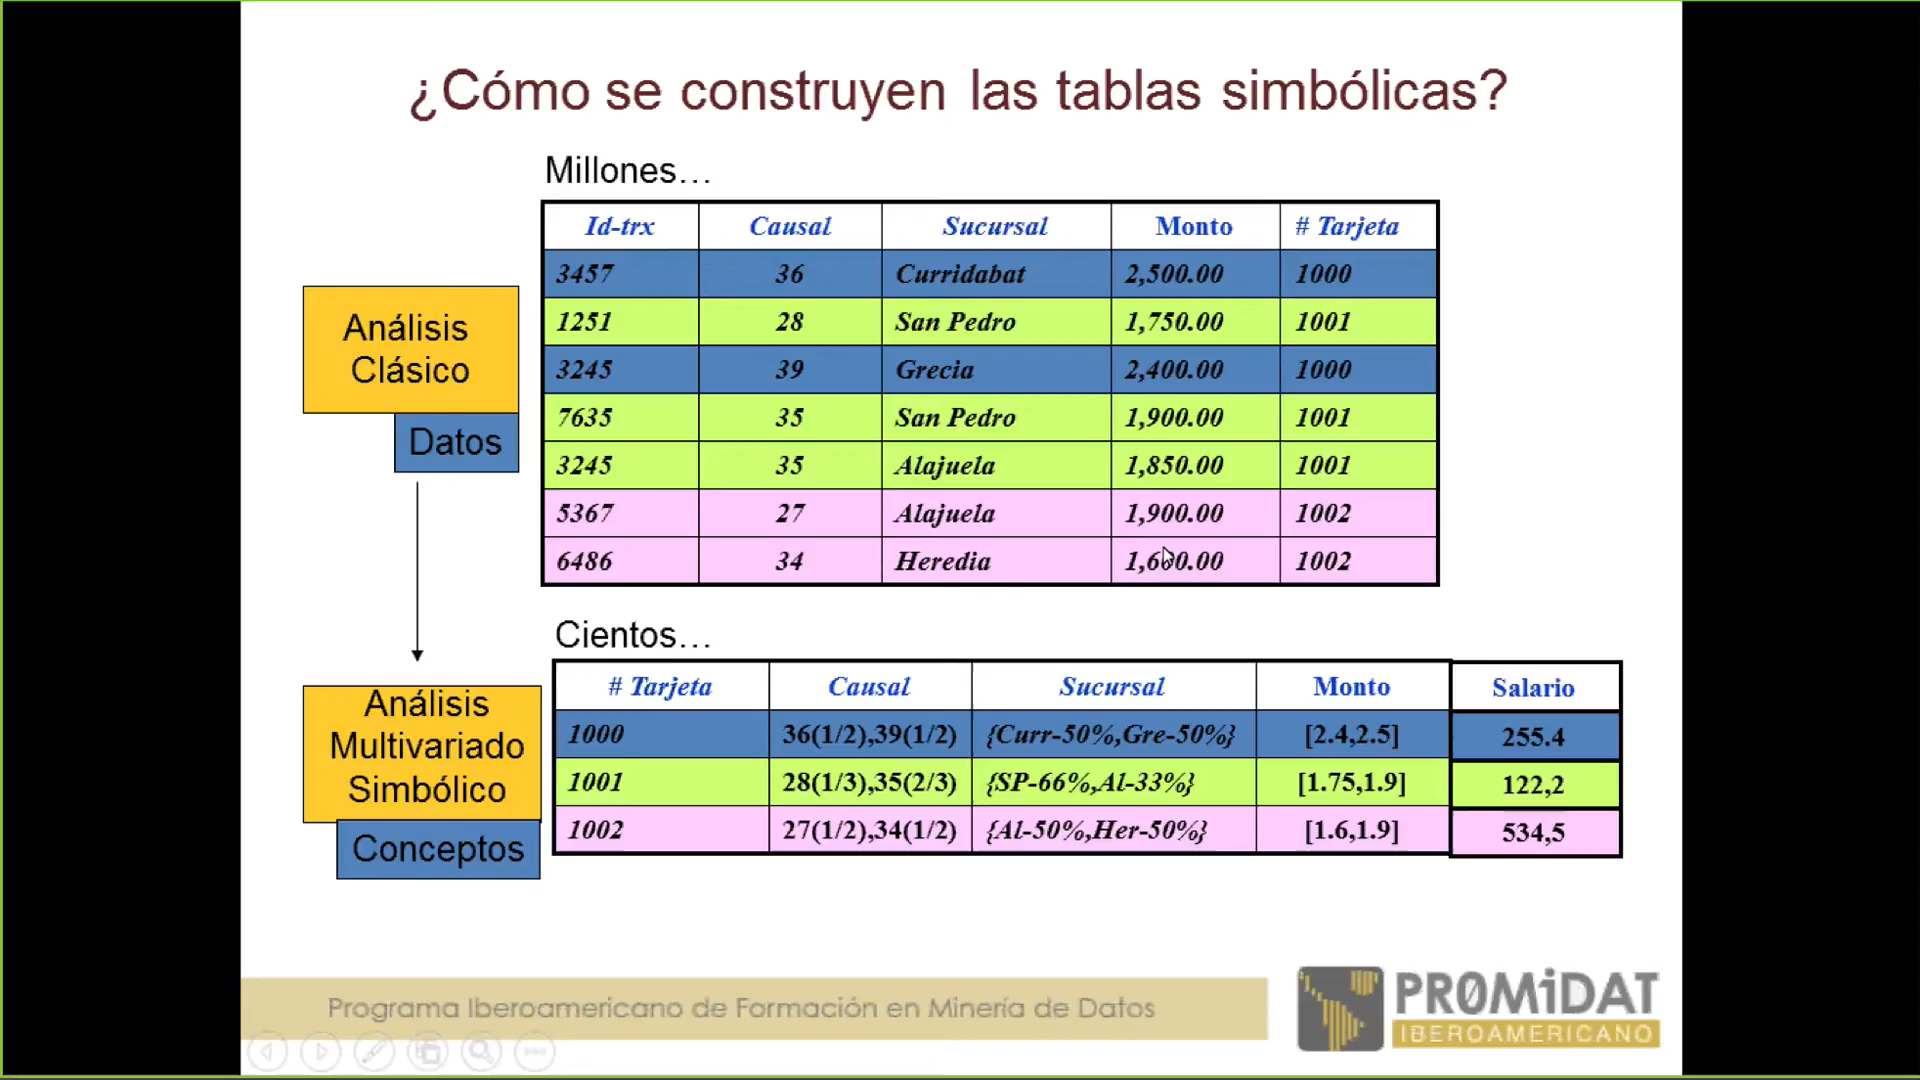 ¿Cómo se construyen las tablas simbólicas?
Millones…
Id-trx Causal Sucursal Monto # Tarjeta
3457 36 Curridabat 2,500.00 1000
1251 28 San Pedro 1,750.00 1001
3245 39 Grecia 2,400.00 1000
7635 35 San Pedro 1,900.00 1001
3245 35 Alajuela 1,850.00 1001
5367 27 Alajuela 1,900.00 1002
6486 34 Heredia 1,600.00 1002
Análisis
Clásico
Datos
Cientos…
# Tarjeta Causal Sucursal Monto Salario
1000 36(1/2),39(1/2) {Curr-50%,Gre-50%} [2.4,2.5] 255.4
1001 28(1/3),35(2/3) {SP-66%,Al-33%} [1.75,1.9] 122,2
1002 27(1/2),34(1/2) {Al-50%,Her-50%} [1.6,1.9] 534,5
Análisis
Multivariado
Simbólico
Conceptos
Programa Iberoamericano de Formación en Minería de Datos
PR0MiDAT
IBEROAMERICANO